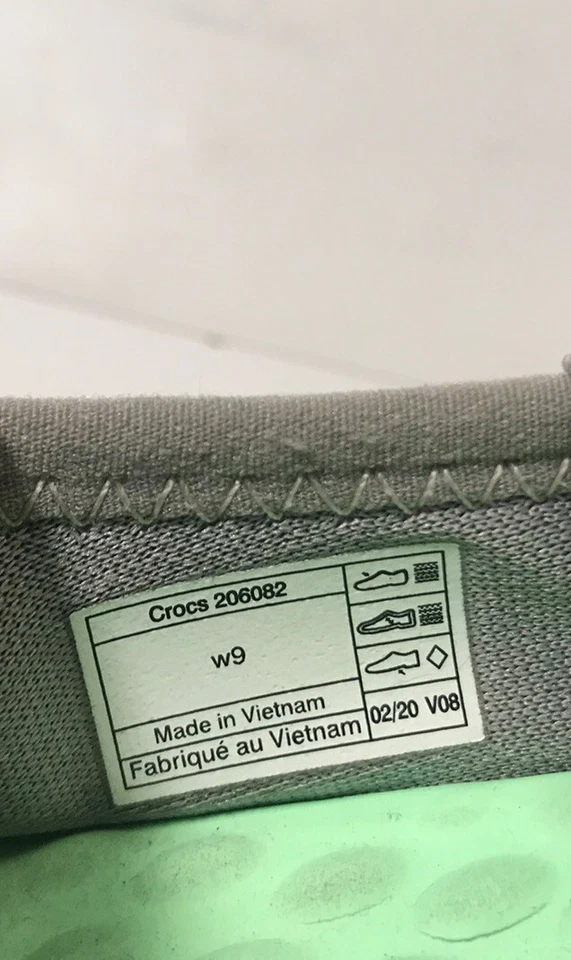 Crocs 206082
w9
Made in Vietnam
Fabriqué au Vietnam
02/20 V08